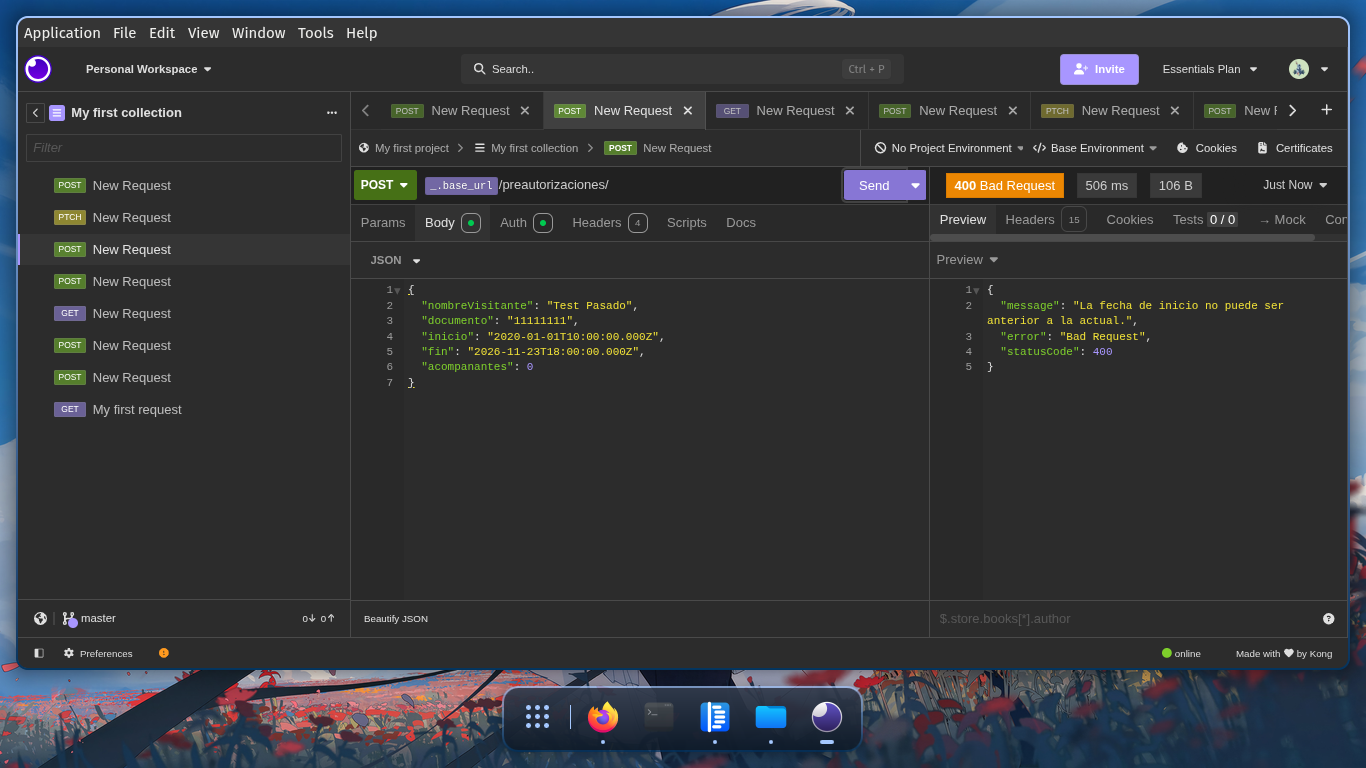 Application File Edit View Window Tools Help
Personal Workspace
Search..
Ctrl + P
Invite
Essentials Plan
My first collection
POST New Request
POST New Request
GET New Request
POST New Request
PTCH New Request
POST New R
Filter
My first project
My first collection
POST New Request
No Project Environment
Base Environment
Cookies
Certificates
POST New Request
PTCH New Request
POST New Request
POST New Request
GET New Request
POST New Request
POST New Request
GET My first request
POST
_.base_url/preautorizaciones/
Send
400 Bad Request
506 ms
106 B
Just Now
Params
Body
Auth
Headers 4
Scripts
Docs
Preview
Headers 15
Cookies
Tests 0 / 0
→ Mock
Con
JSON
Preview
1 {
2 "nombreVisitante": "Test Pasado",
3 "documento": "11111111",
4 "inicio": "2020-01-01T10:00:00.000Z",
5 "fin": "2026-11-23T18:00:00.000Z",
6 "acompanantes": 0
7 }
1 {
2 "message": "La fecha de inicio no puede ser
anterior a la actual.",
3 "error": "Bad Request",
4 "statusCode": 400
5 }
master
0↓ 0↑
Beautify JSON
$.store.books[*].author
Preferences
online
Made with ♥ by Kong